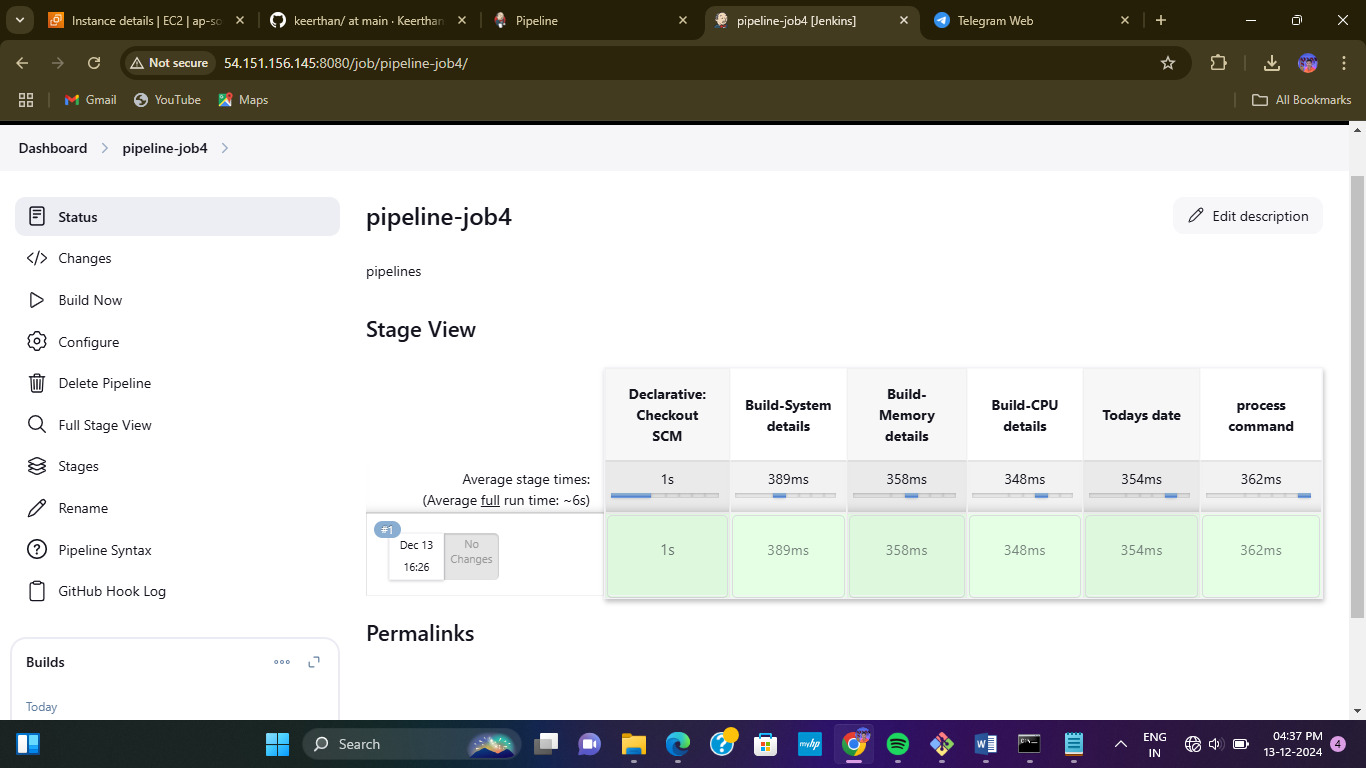 Instance details | EC2 | ap-so
keerthan/ at main · Keerthan
Pipeline
pipeline-job4 [Jenkins]
Telegram Web
Not secure
54.151.156.145:8080/job/pipeline-job4/
Gmail
YouTube
Maps
All Bookmarks
Dashboard
pipeline-job4
Status
Changes
Build Now
Configure
Delete Pipeline
Full Stage View
Stages
Rename
Pipeline Syntax
GitHub Hook Log
Builds
Today
pipeline-job4
Edit description
pipelines
Stage View
Declarative:
Checkout
SCM
Build-System
details
Build-
Memory
details
Build-CPU
details
Todays date
process
command
Average stage times:
(Average full run time: ~6s)
1s
389ms
358ms
348ms
354ms
362ms
#1
Dec 13
16:26
No
Changes
1s
389ms
358ms
348ms
354ms
362ms
Permalinks
Search
myhp
ENG
IN
04:37 PM
13-12-2024
4